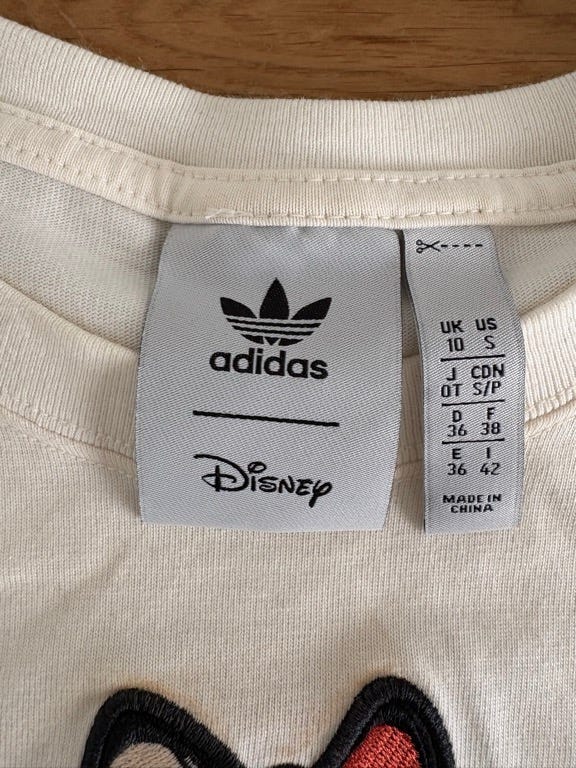 adidas
Disney
UK US
10 S
J CDN
OT S/P
D F
36 38
E I
36 42
MADE IN
CHINA